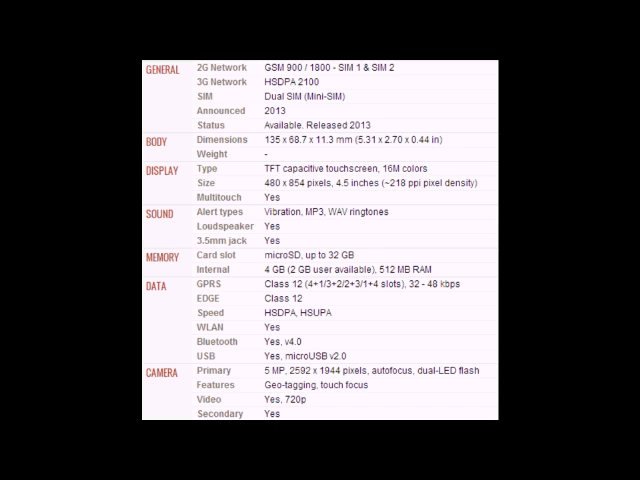 GENERAL 2G Network GSM 900 / 1800 - SIM 1 & SIM 2
3G Network HSDPA 2100
SIM Dual SIM (Mini-SIM)
Announced 2013
Status Available. Released 2013
BODY Dimensions 135 x 68.7 x 11.3 mm (5.31 x 2.70 x 0.44 in)
Weight -
DISPLAY Type TFT capacitive touchscreen, 16M colors
Size 480 x 854 pixels, 4.5 inches (~218 ppi pixel density)
Multitouch Yes
SOUND Alert types Vibration, MP3, WAV ringtones
Loudspeaker Yes
3.5mm jack Yes
MEMORY Card slot microSD, up to 32 GB
Internal 4 GB (2 GB user available), 512 MB RAM
DATA GPRS Class 12 (4+1/3+2/2+3/1+4 slots), 32 - 48 kbps
EDGE Class 12
Speed HSDPA, HSUPA
WLAN Yes
Bluetooth Yes, v4.0
USB Yes, microUSB v2.0
CAMERA Primary 5 MP, 2592 x 1944 pixels, autofocus, dual-LED flash
Features Geo-tagging, touch focus
Video Yes, 720p
Secondary Yes